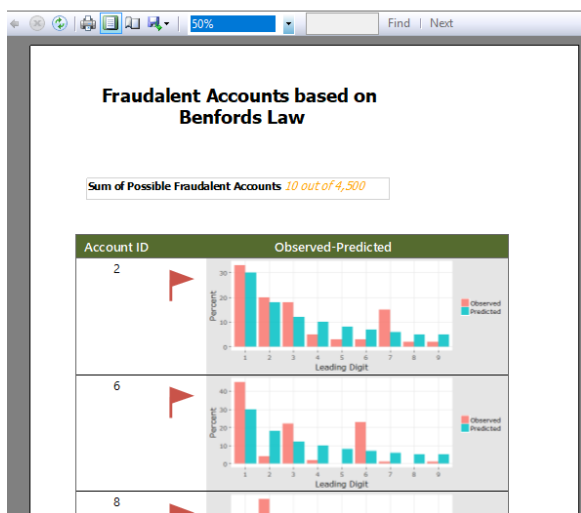 50%
Find | Next
Fraudalent Accounts based on
Benfords Law
Sum of Possible Fraudalent Accounts 10 out of 4,500
Account ID Observed-Predicted
2
Percent
30
20
10
0
1 2 3 4 5 6 7 8 9
Leading Digit
Observed
Predicted
6
Percent
40
30
20
10
0
1 2 3 4 5 6 7 8 9
Leading Digit
Observed
Predicted
8